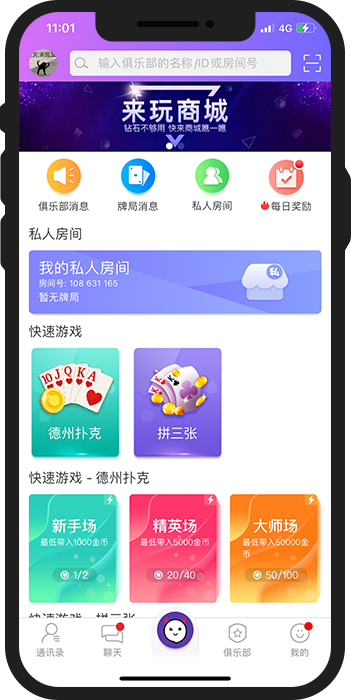 11:01
4G
输入俱乐部的名称/ID或房间号
来玩商城
钻石不够用 快来商城瞧一瞧
俱乐部消息
牌局消息
私人房间
每日奖励
私人房间
我的私人房间
房间号: 108 631 165
暂无牌局
私
快速游戏
10 J Q K A
德州扑克
拼三张
快速游戏 - 德州扑克
新手场
最低带入1000金币
1/2
精英场
最低带入5000金币
20/40
大师场
最低带入50000金币
50/100
快速游戏 - 拼三张
通讯录
聊天
俱乐部
我的